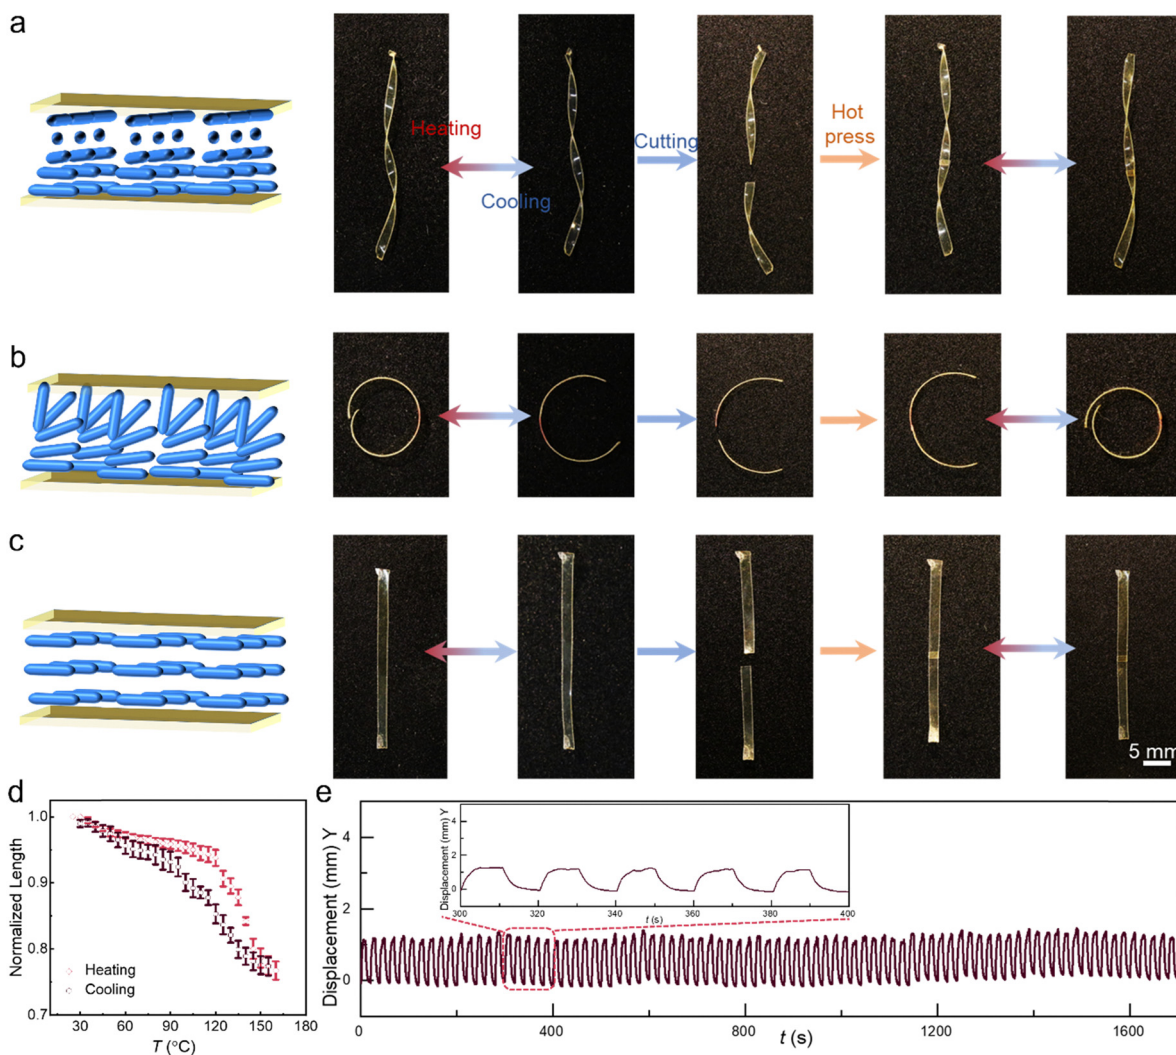 a
Heating
Cooling
Cutting
Hot
press
b
c
5 mm
d
Normalized Length
1.0
0.9
0.8
0.7
Heating
Cooling
30
60
90
120
150
180
T (°C)
e
Displacement (mm) Y
4
2
0
0
400
800
1200
1600
t (s)
Displacement (mm) Y
4
2
0
300
320
340
360
380
400
t (s)